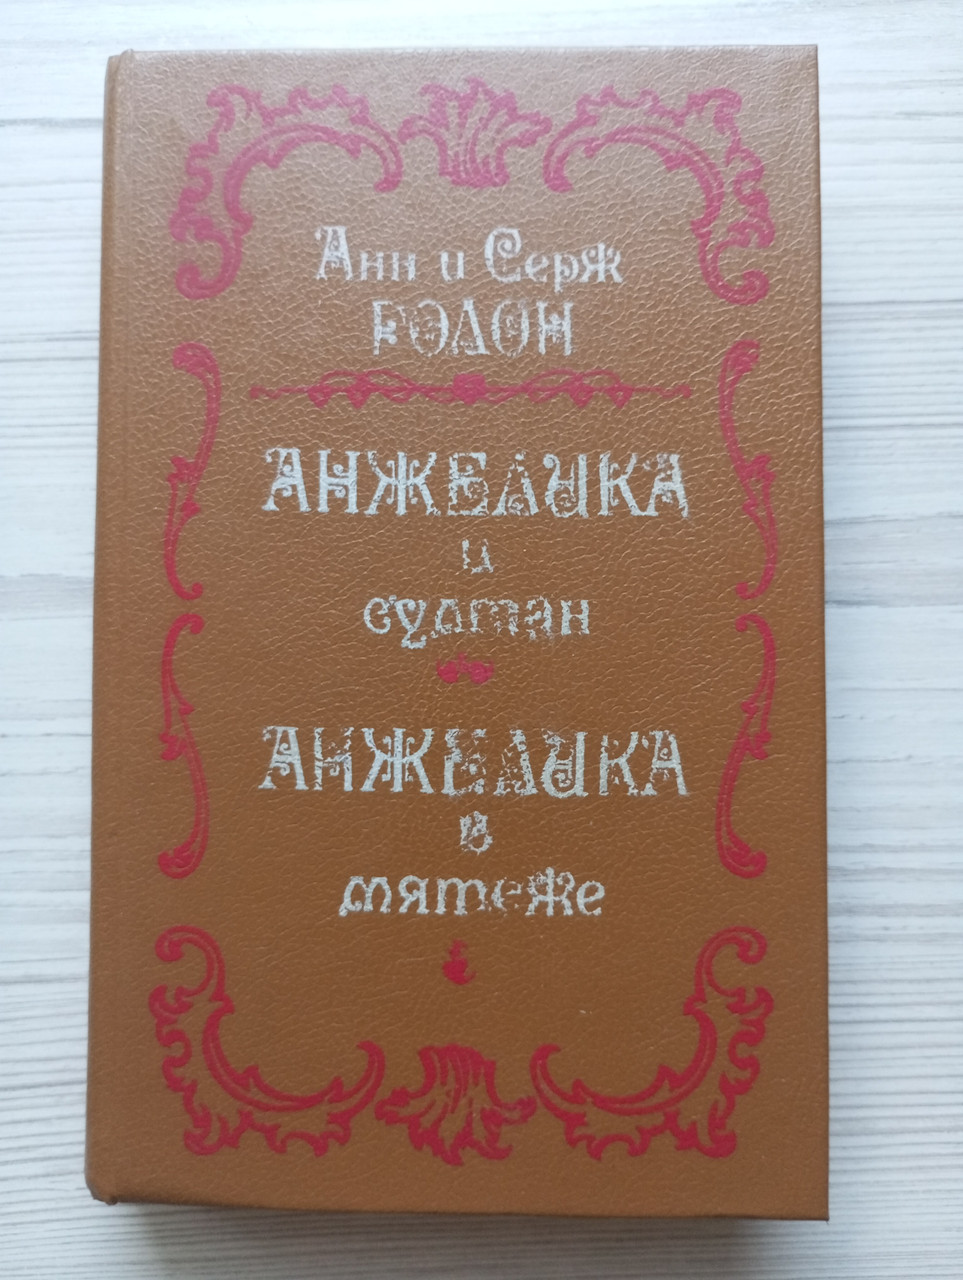 Анн и Серж
ГОЛОН
АНЖЕЛИКА
и
султан
АНЖЕЛИКА
в
мятеже